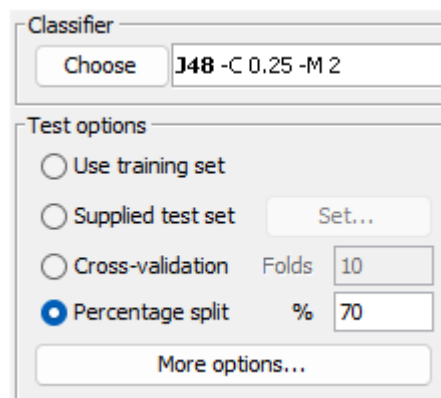 Classifier
Choose J48 -C 0.25 -M 2
Test options
Use training set
Supplied test set Set...
Cross-validation Folds 10
Percentage split % 70
More options...